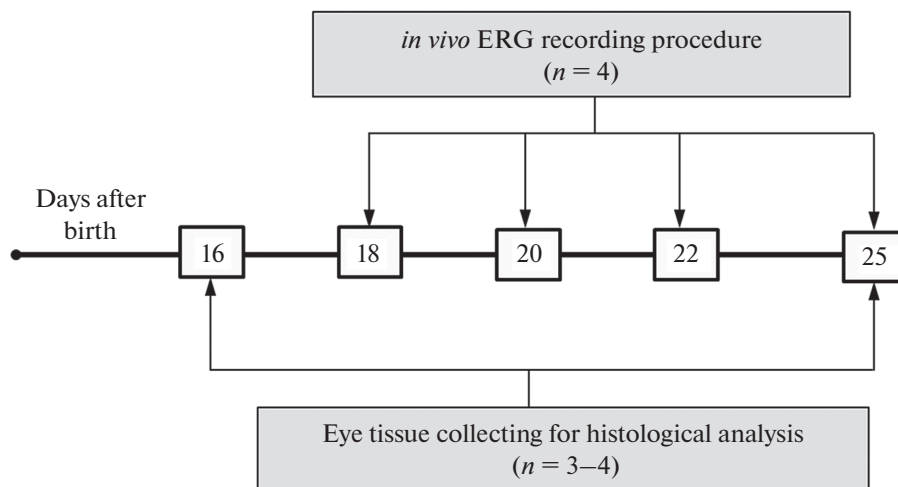 in vivo ERG recording procedure
(n = 4)
Days after
birth
16
18
20
22
25
Eye tissue collecting for histological analysis
(n = 3–4)